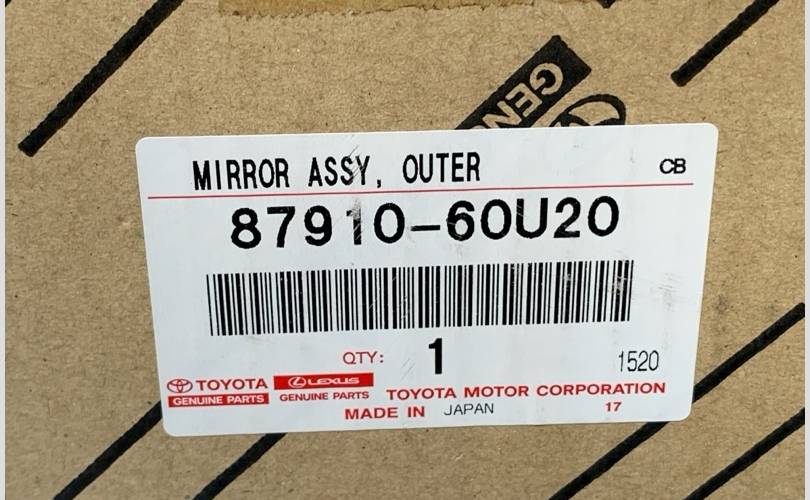 GEN
MIRROR ASSY, OUTER CB
87910-60U20
QTY: 1 1520
TOYOTA LEXUS
GENUINE PARTS GENUINE PARTS TOYOTA MOTOR CORPORATION
MADE IN JAPAN 17